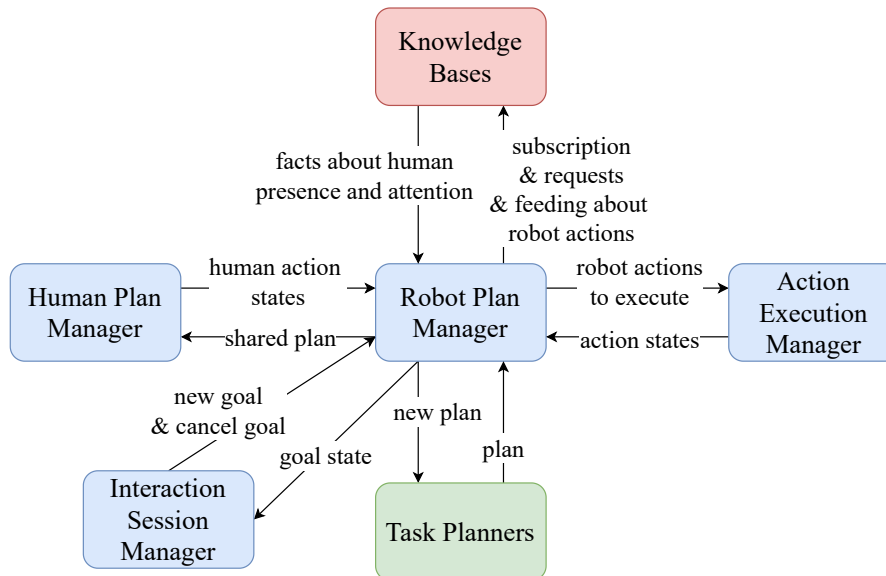 Knowledge
Bases
facts about human
presence and attention
subscription
& requests
& feeding about
robot actions
Human Plan
Manager
human action
states
shared plan
Robot Plan
Manager
robot actions
to execute
action states
Action
Execution
Manager
new goal
& cancel goal
goal state
new plan
plan
Interaction
Session
Manager
Task Planners